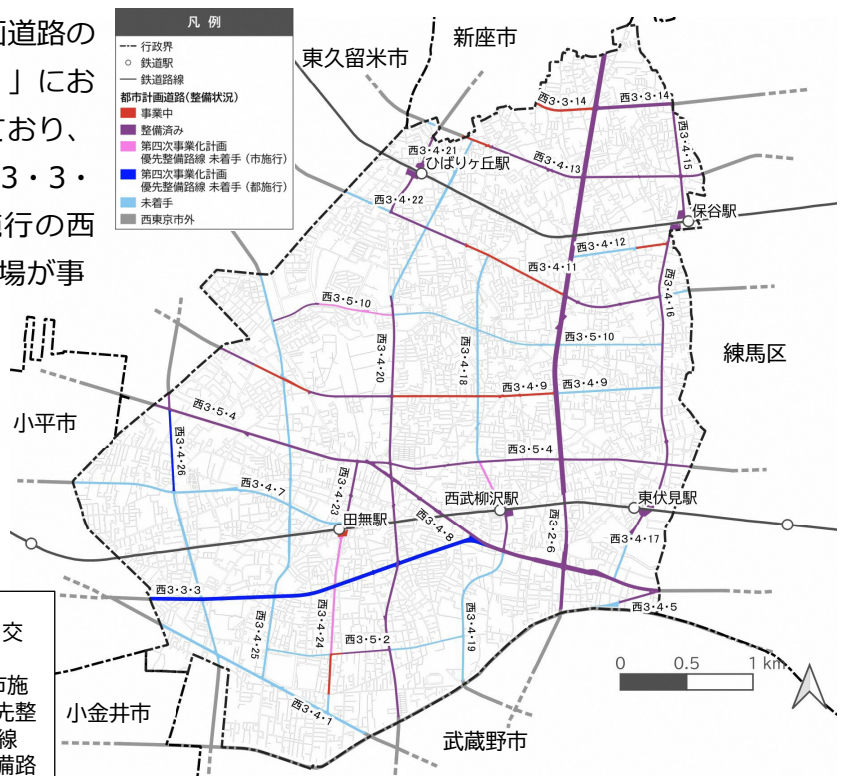 画道路の
」にお
ており、
3・3・
施行の西
場が事
凡 例
行政界
鉄道駅
鉄道路線
都市計画道路(整備状況)
事業中
整備済み
第四次事業化計画
優先整備路線 未着手(市施行)
第四次事業化計画
優先整備路線 未着手(都施行)
未着手
西東京市外
東久留米市
新座市
西3・3・14
西3・3・14
西3・4・21
ひばりヶ丘駅
西3・4・13
西3・4・15
西3・4・22
保谷駅
西3・4・12
西3・4・11
西3・4・16
西3・5・10
西3・5・10
西3・4・20
西3・4・18
練馬区
西3・4・9
西3・4・9
西3・5・4
小平市
西3・4・26
西3・5・4
西3・4・7
西3・4・23
田無駅
西3・4・8
西武柳沢駅
東伏見駅
西3・2・6
西3・4・17
西3・3・3
西3・4・5
西3・4・24
西3・5・2
西3・4・25
西3・4・19
西3・4・1
0 0.5 1 km
小金井市
武蔵野市
交
市施
先整
線
備路